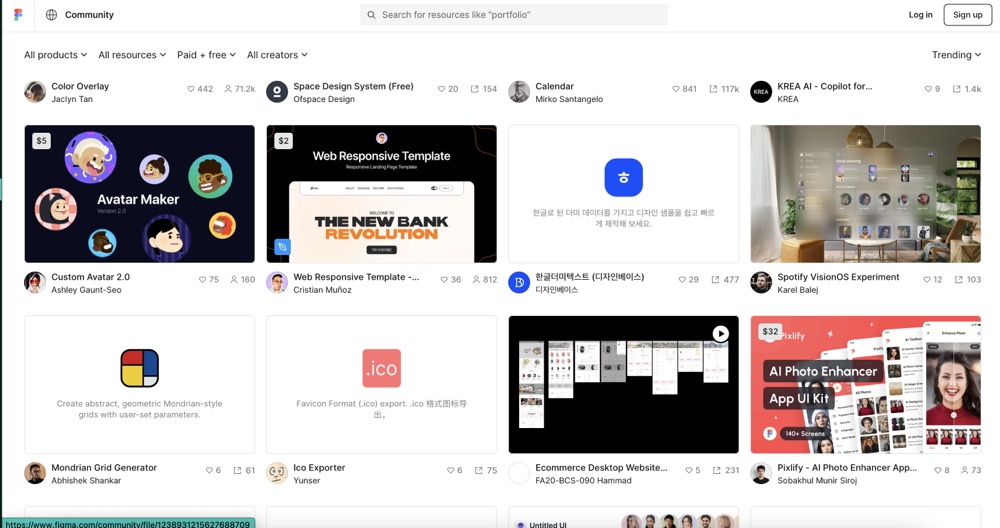 Community
Search for resources like "portfolio"
Log in
Sign up
All products
All resources
Paid + free
All creators
Trending
Color Overlay
Jaclyn Tan
442
71.2k
Space Design System (Free)
Ofspace Design
20
154
Calendar
Mirko Santangelo
841
117k
KREA
KREA AI - Copilot for...
KREA
9
1.4k
$5
Avatar Maker
Version 2.0
Custom Avatar 2.0
Ashley Gaunt-Seo
75
160
$2
Web Responsive Template
Responsive Landing Page Template
WELCOME TO
THE NEW BANK
REVOLUTION
Web Responsive Template -...
Cristian Muñoz
36
812
ㅎ
한글로 된 더미 데이터를 가지고 디자인 샘플을 쉽고 빠르
게 제작해 보세요.
한글더미텍스트 (디자인베이스)
디자인베이스
29
477
Spotify VisionOS Experiment
Karel Balej
12
103
Create abstract, geometric Mondrian-style
grids with user-set parameters.
Mondrian Grid Generator
Abhishek Shankar
6
61
.ico
Favicon Format (.ico) export. .ico 格式图标导
出。
Ico Exporter
Yunser
6
75
Ecommerce Desktop Website...
FA20-BCS-090 Hammad
5
231
$32
Pixlify
AI Photo Enhancer
App UI Kit
140+ Screens
Enhance Photo
Pixlify - AI Photo Enhancer App...
Sobakhul Munir Siroj
8
73
Untitled UI
https://www.figma.com/community/file/1238931215627688709